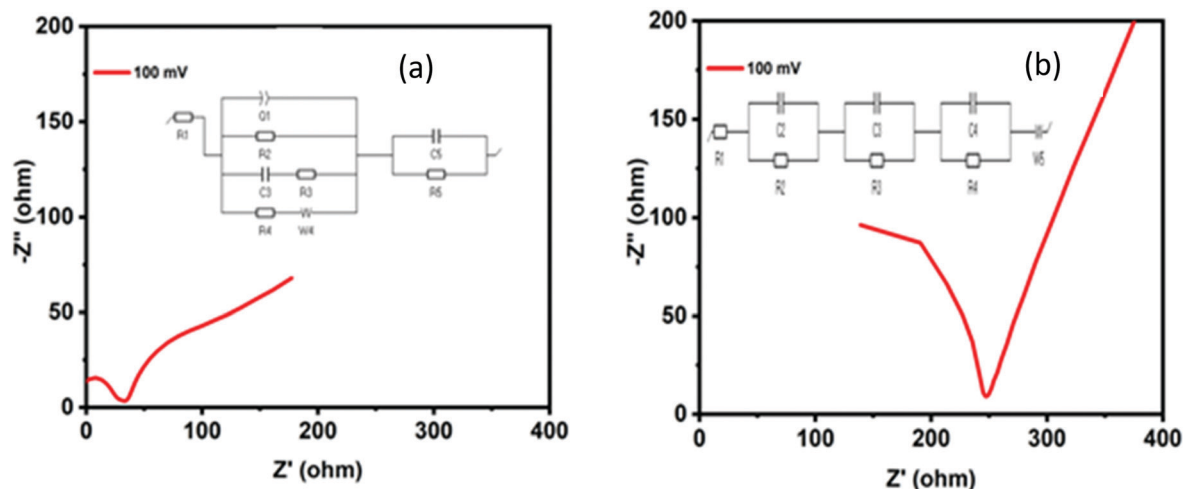 (a)
100 mV
Q1
R1
R2
C3 R3
R4 W4
C5
R5
-Z" (ohm)
200
150
100
50
0
0 100 200 300 400
Z' (ohm)
(b)
100 mV
C2 C3 C4
R1
R2 R3 R4
W5
-Z" (ohm)
200
150
100
50
0
0 100 200 300 400
Z' (ohm)